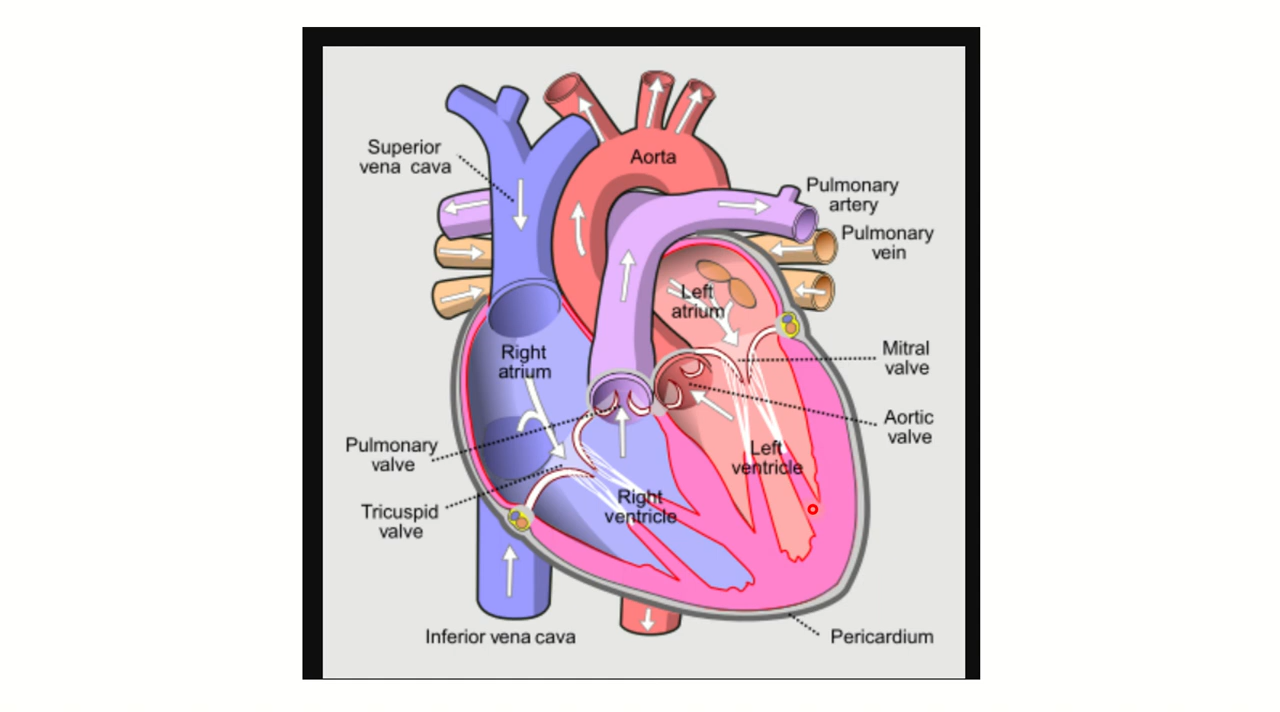 Superior
vena cava
Aorta
Pulmonary
artery
Pulmonary
vein
Left
atrium
Right
atrium
Mitral
valve
Aortic
valve
Pulmonary
valve
Left
ventricle
Right
ventricle
Tricuspid
valve
Inferior vena cava
Pericardium